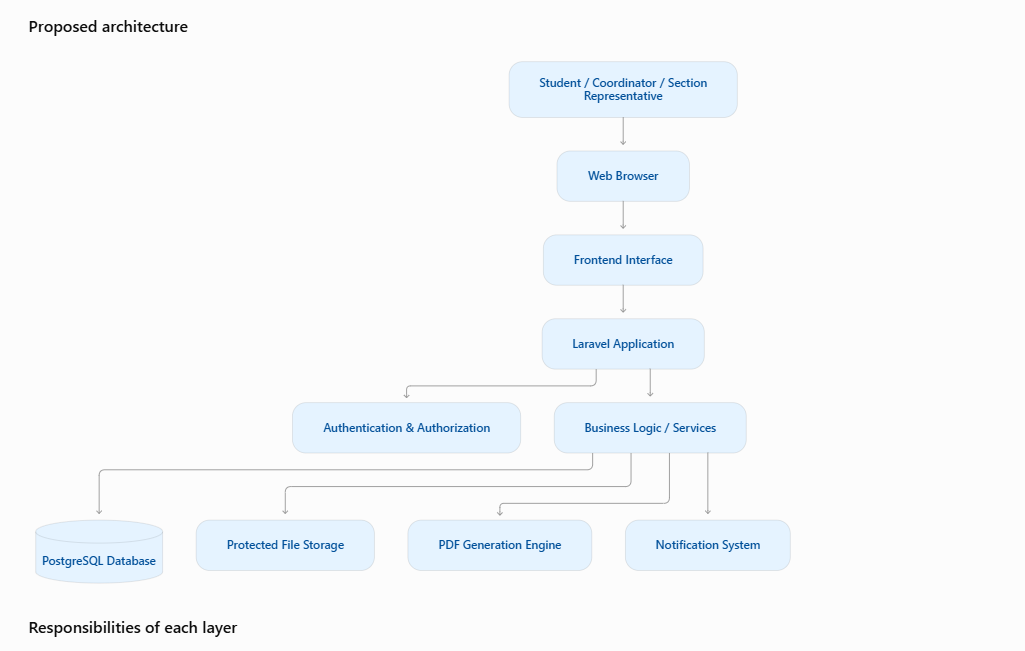 Proposed architecture
Student / Coordinator / Section
Representative
Web Browser
Frontend Interface
Laravel Application
Authentication & Authorization
Business Logic / Services
PostgreSQL Database
Protected File Storage
PDF Generation Engine
Notification System
Responsibilities of each layer